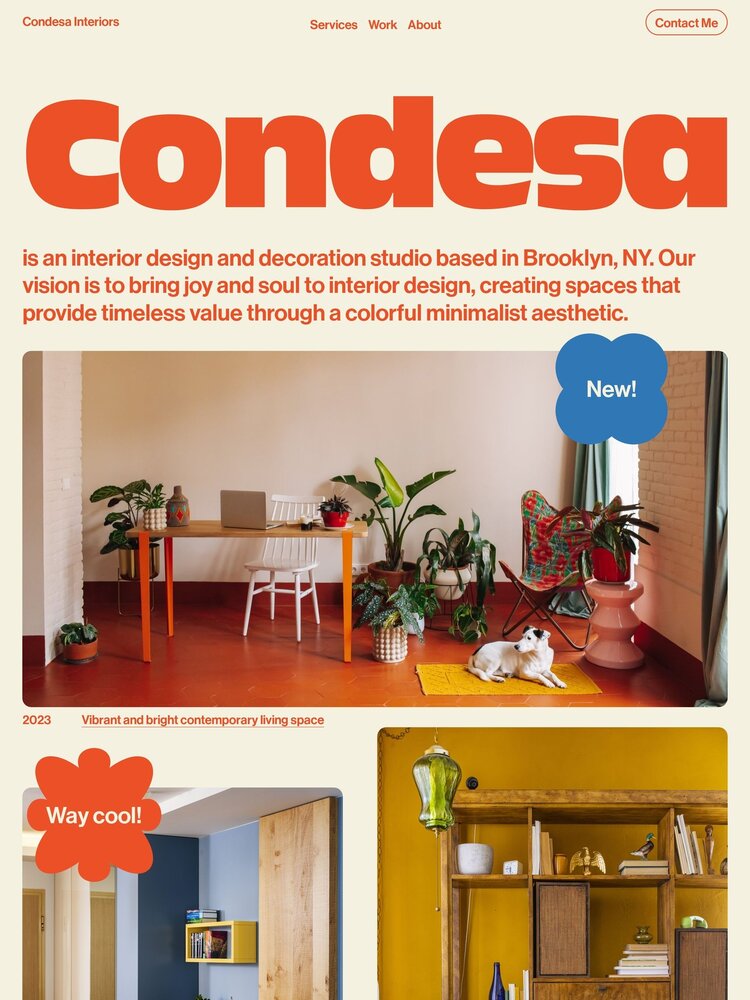 Condesa Interiors
Services Work About
Contact Me
Condesa
is an interior design and decoration studio based in Brooklyn, NY. Our
vision is to bring joy and soul to interior design, creating spaces that
provide timeless value through a colorful minimalist aesthetic.
New!
2023 Vibrant and bright contemporary living space
Way cool!